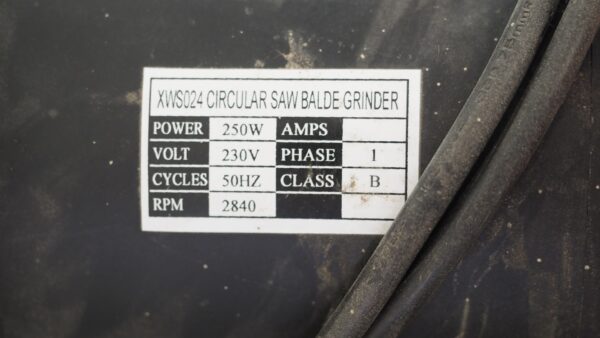 XWS024 CIRCULAR SAW BALDE GRINDER
POWER 250W AMPS
VOLT 230V PHASE 1
CYCLES 50HZ CLASS B
RPM 2840